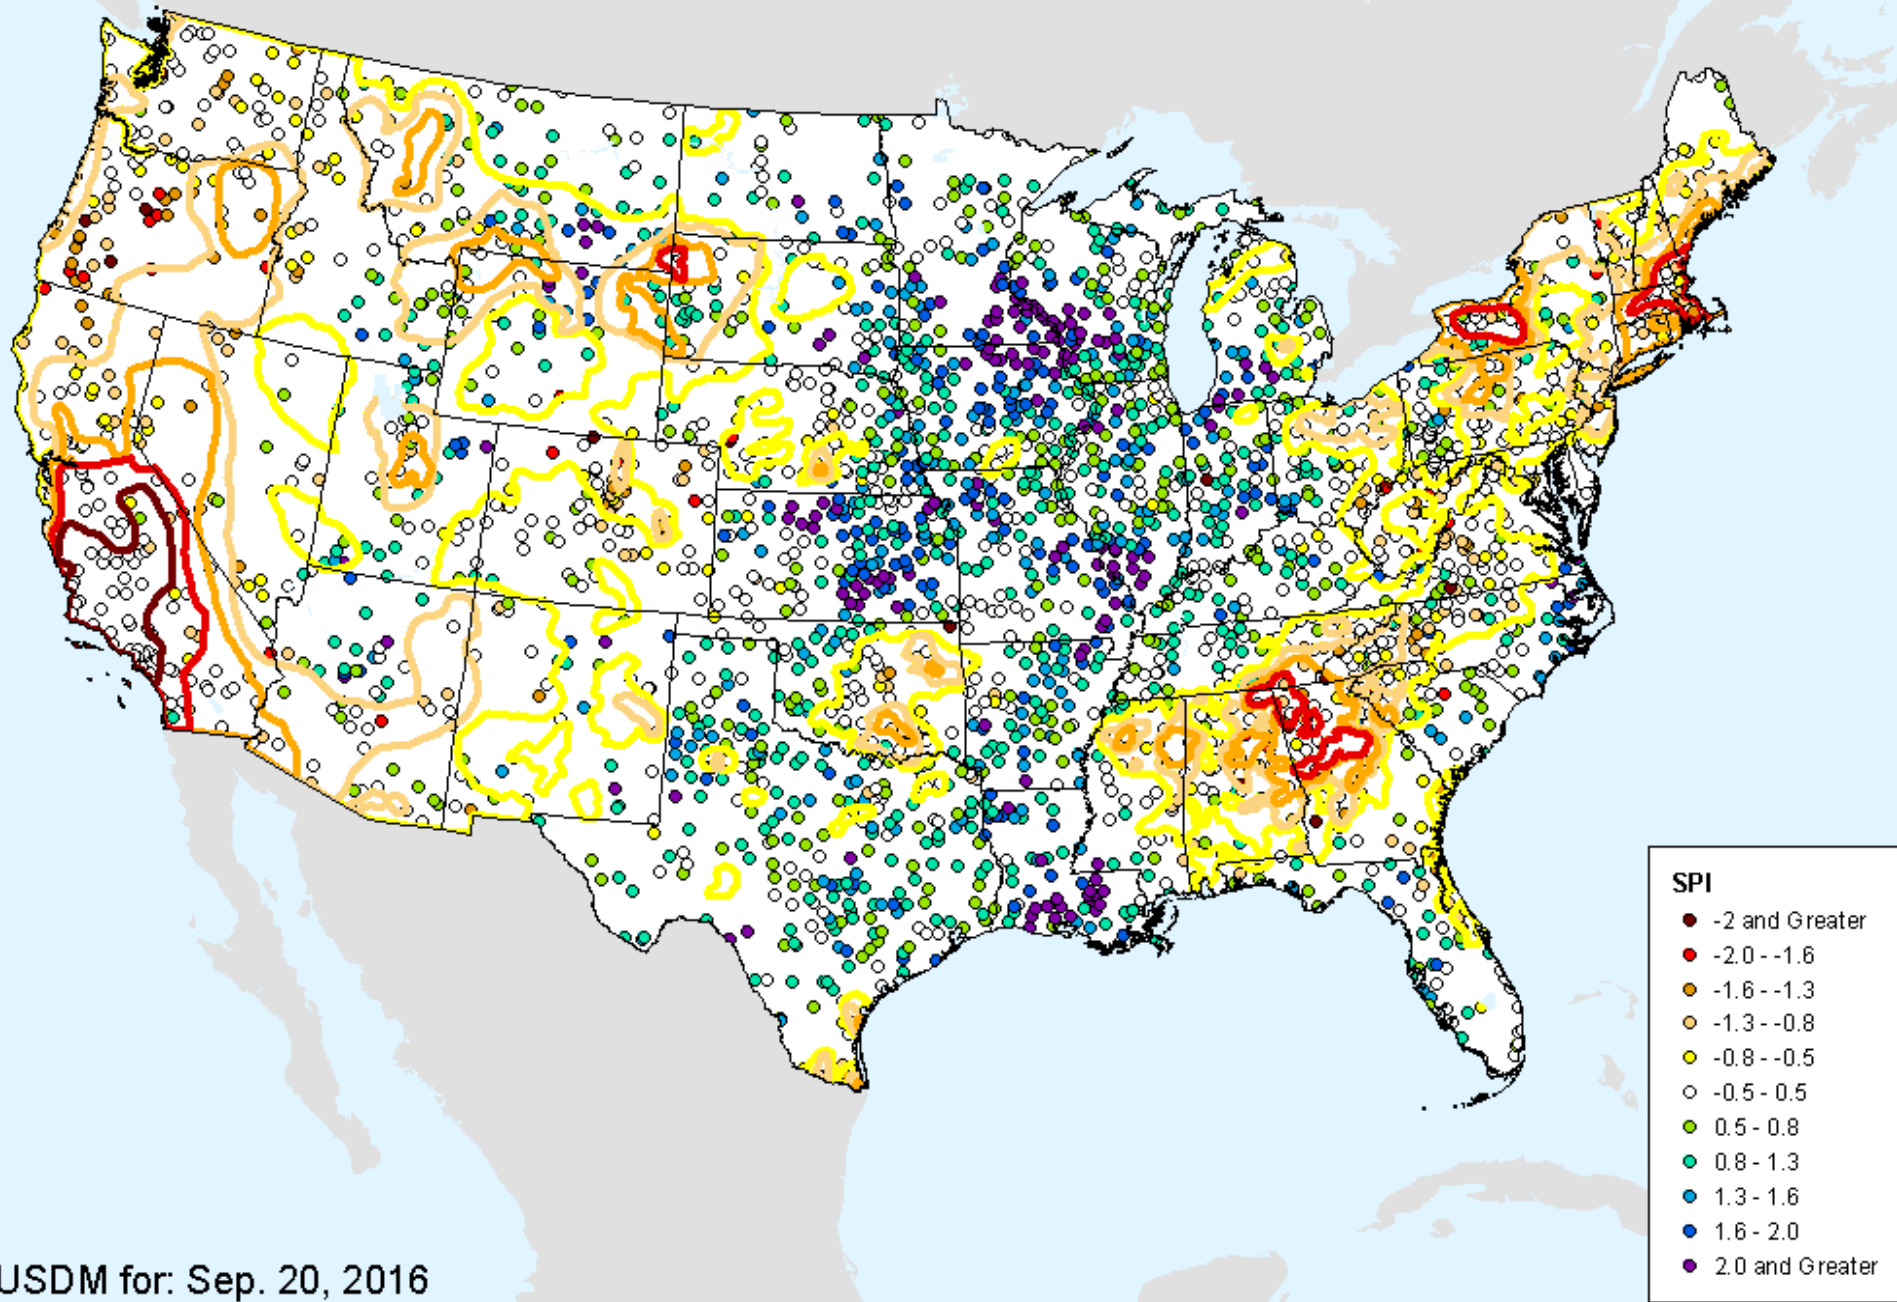 SPI
-2 and Greater
-2.0 - -1.6
-1.6 - -1.3
-1.3 - -0.8
-0.8 - -0.5
-0.5 - 0.5
0.5 - 0.8
0.8 - 1.3
1.3 - 1.6
1.6 - 2.0
2.0 and Greater
USDM for: Sep. 20, 2016